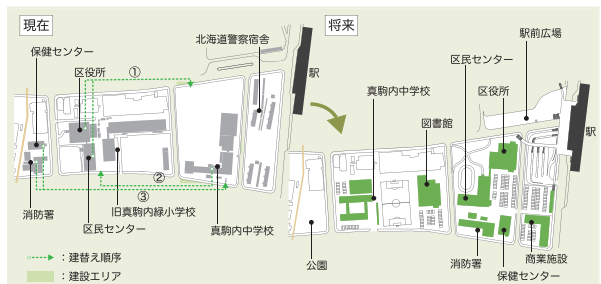 現在
保健センター
区役所
①
北海道警察宿舎
駅
②
③
消防署
区民センター
旧真駒内緑小学校
真駒内中学校
：建替え順序
：建設エリア
将来
駅前広場
区民センター
区役所
真駒内中学校
図書館
駅
公園
消防署
保健センター
商業施設